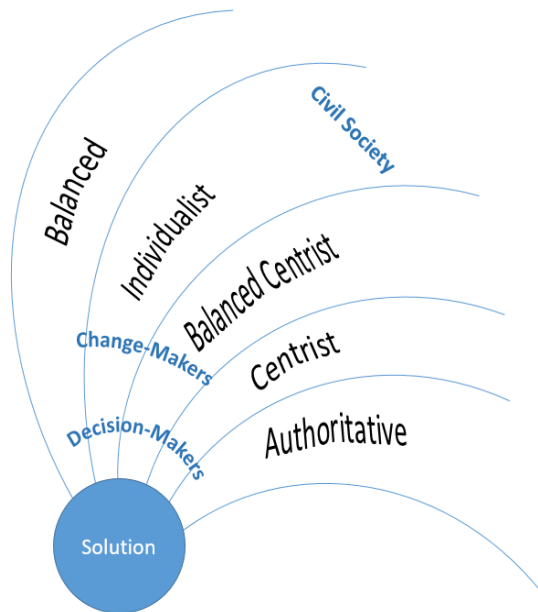 Civil Society
Balanced
Individualist
Balanced Centrist
Change-Makers
Centrist
Decision-Makers
Authoritative
Solution